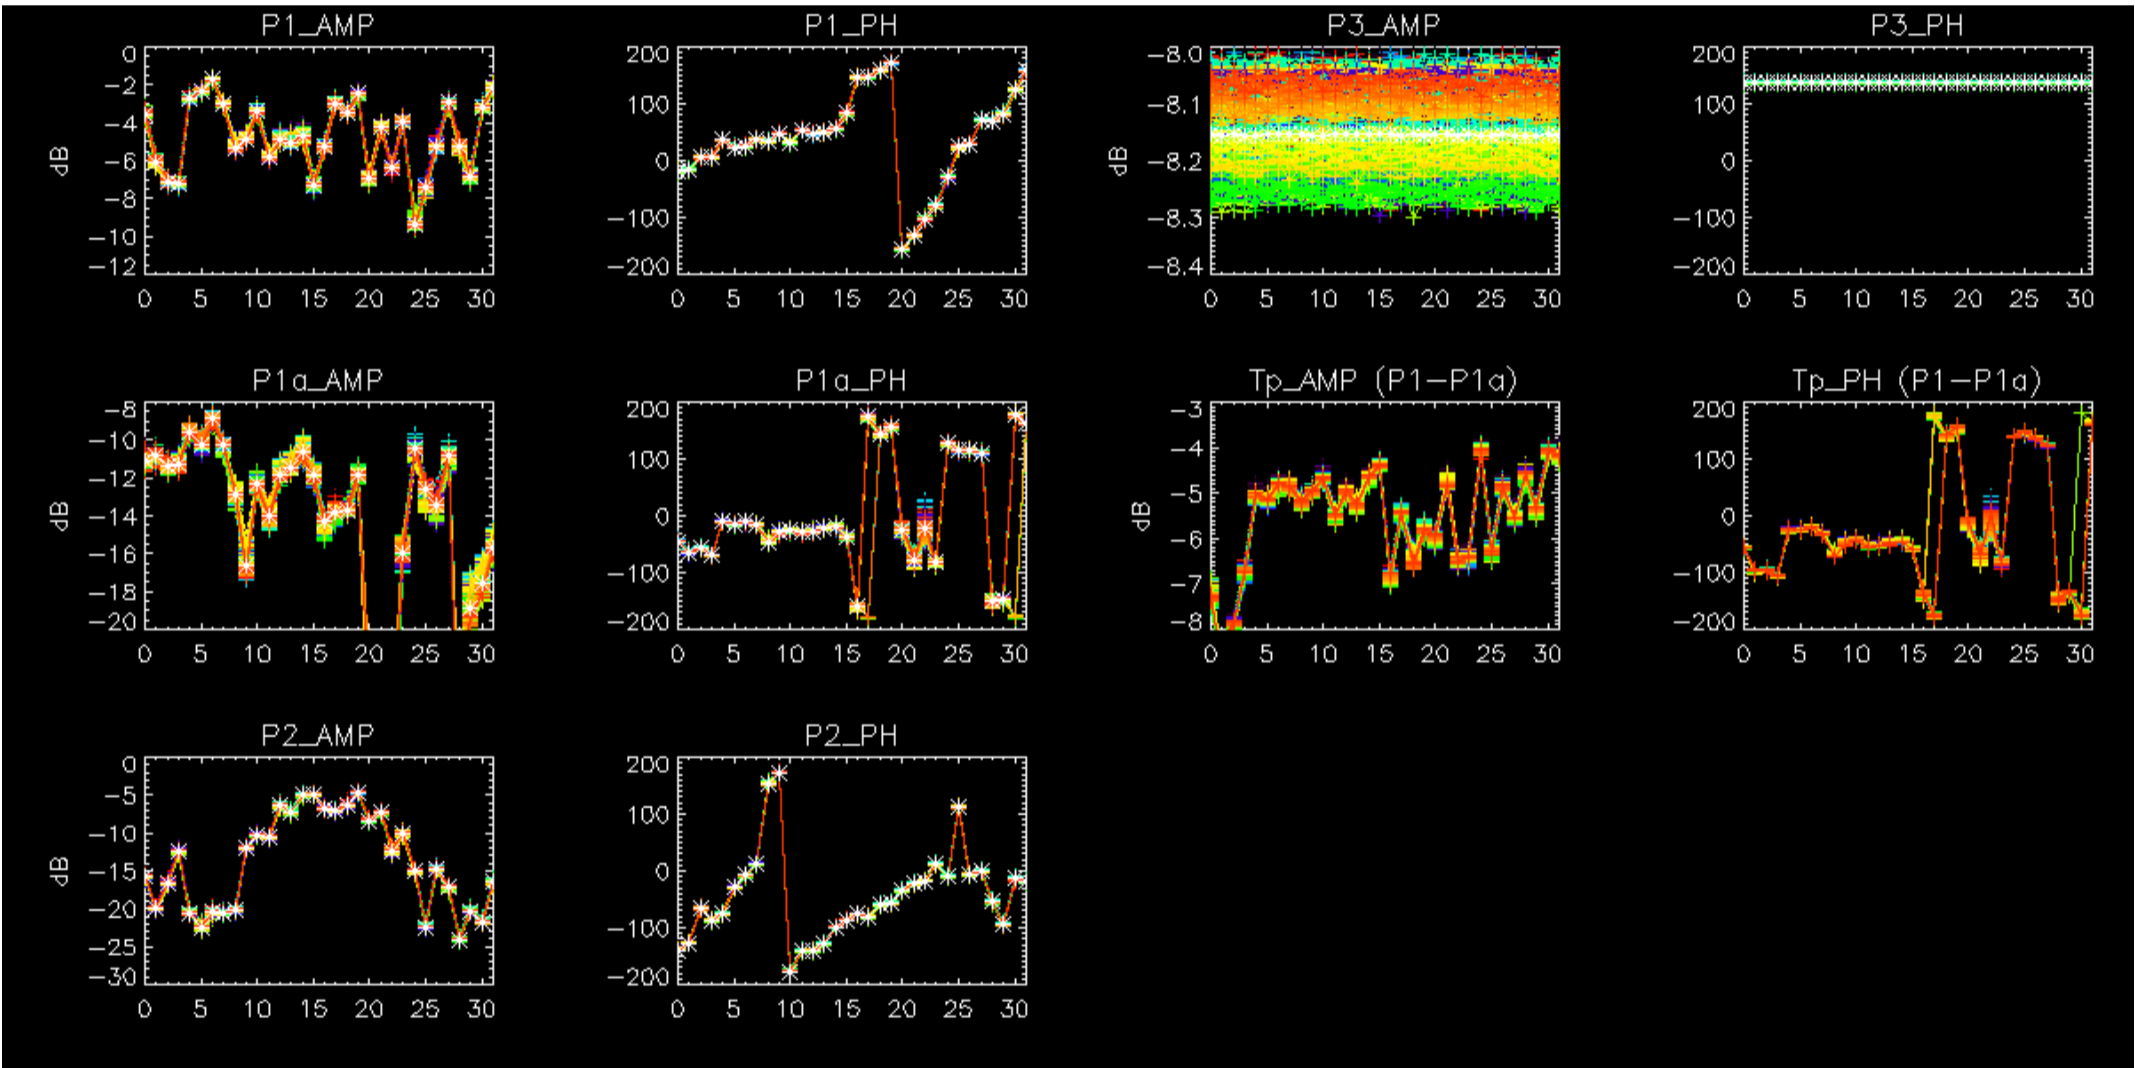 P1_AMP
0
−2
−4
−6
−8
−10
−12
dB
0 5 10 15 20 25 30
P1_PH
200
100
0
−100
−200
0 5 10 15 20 25 30
P3_AMP
−8.0
−8.1
−8.2
−8.3
−8.4
dB
0 5 10 15 20 25 30
P3_PH
200
100
0
−100
−200
0 5 10 15 20 25 30
P1a_AMP
−8
−10
−12
−14
−16
−18
−20
dB
0 5 10 15 20 25 30
P1a_PH
200
100
0
−100
−200
0 5 10 15 20 25 30
Tp_AMP (P1−P1a)
−3
−4
−5
−6
−7
−8
dB
0 5 10 15 20 25 30
Tp_PH (P1−P1a)
200
100
0
−100
−200
0 5 10 15 20 25 30
P2_AMP
0
−5
−10
−15
−20
−25
−30
dB
0 5 10 15 20 25 30
P2_PH
200
100
0
−100
−200
0 5 10 15 20 25 30